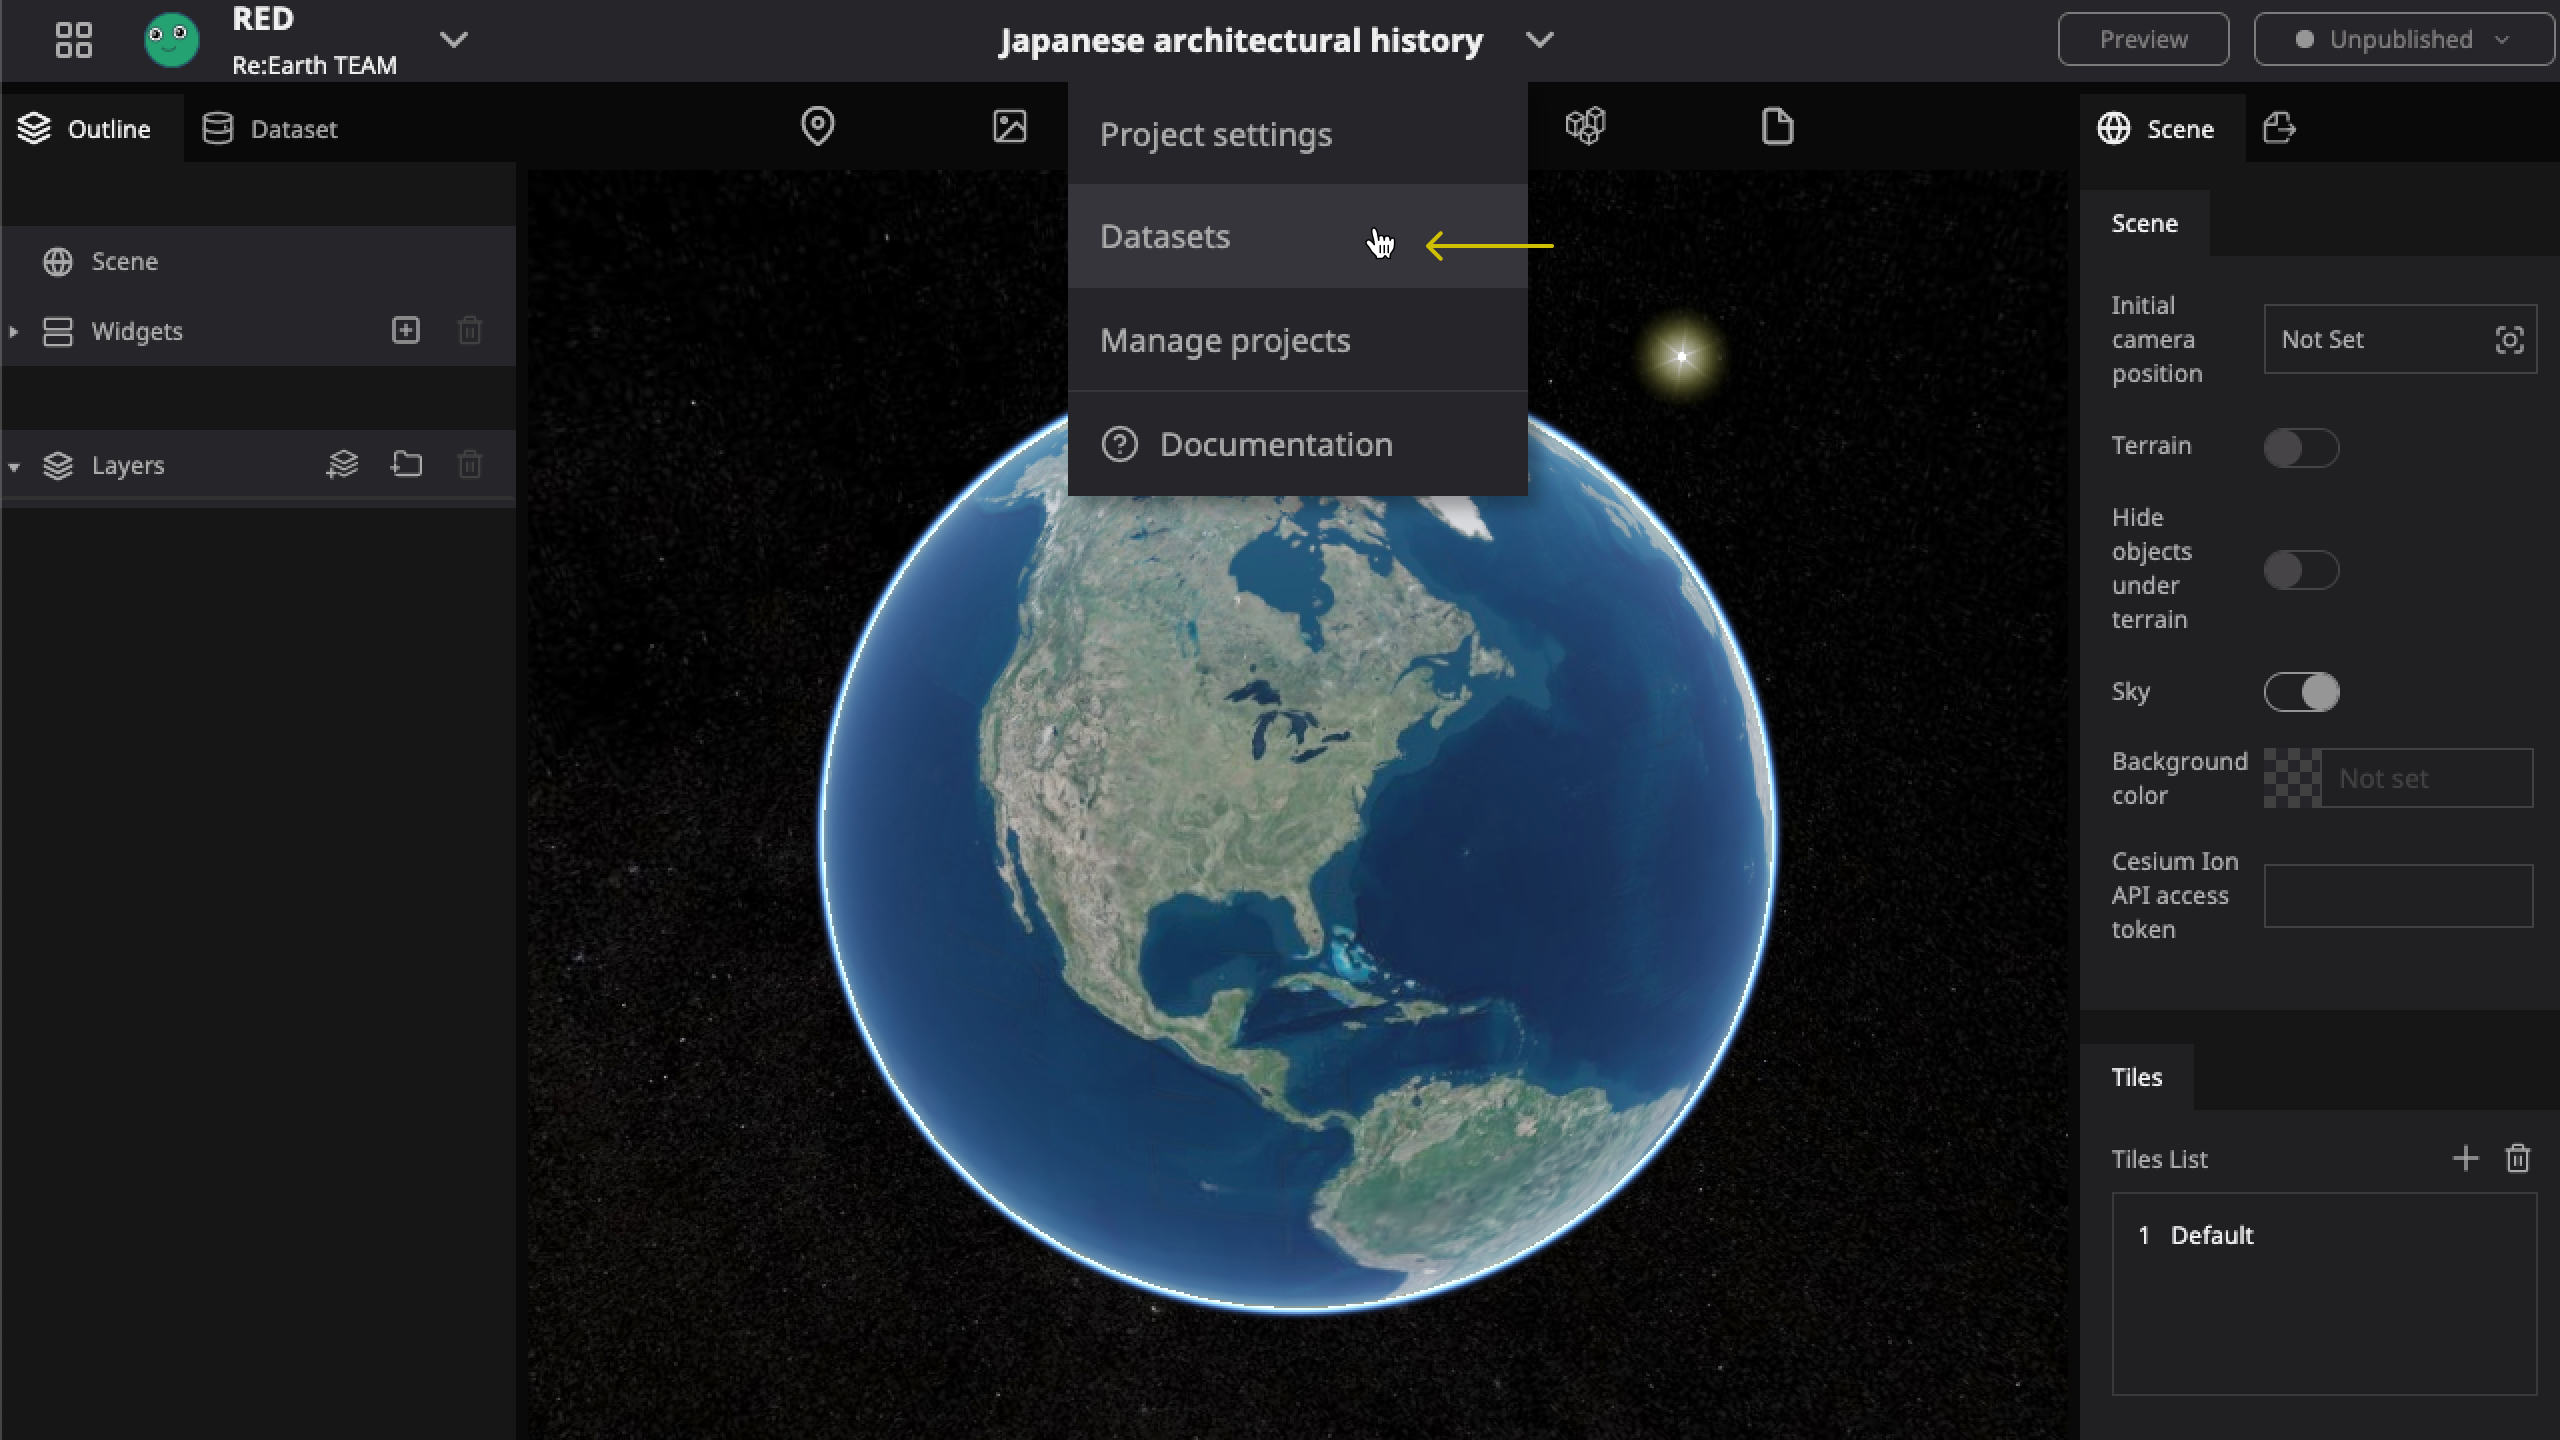 RED
Re:Earth TEAM
Japanese architectural history
Preview
Unpublished
Outline
Dataset
Project settings
Datasets
Manage projects
Documentation
Scene
Widgets
Layers
Scene
Scene
Initial
camera
position
Not Set
Terrain
Hide
objects
under
terrain
Sky
Background
color
Not set
Cesium Ion
API access
token
Tiles
Tiles List
1 Default